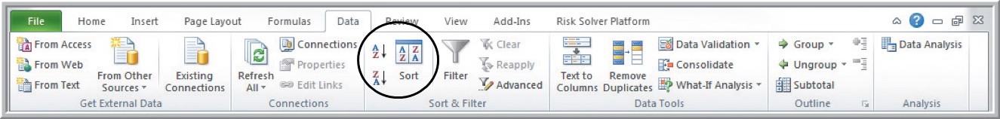 File Home Insert Page Layout Formulas Data Review View Add-Ins Risk Solver Platform
From Access
From Web
From Text
From Other
Sources
Existing
Connections
Get External Data
Refresh
All
Connections
Properties
Edit Links
Connections
Sort
Filter
Clear
Reapply
Advanced
Sort & Filter
Text to
Columns
Remove
Duplicates
Data Validation
Consolidate
What-If Analysis
Data Tools
Group
Ungroup
Subtotal
Outline
Data Analysis
Analysis